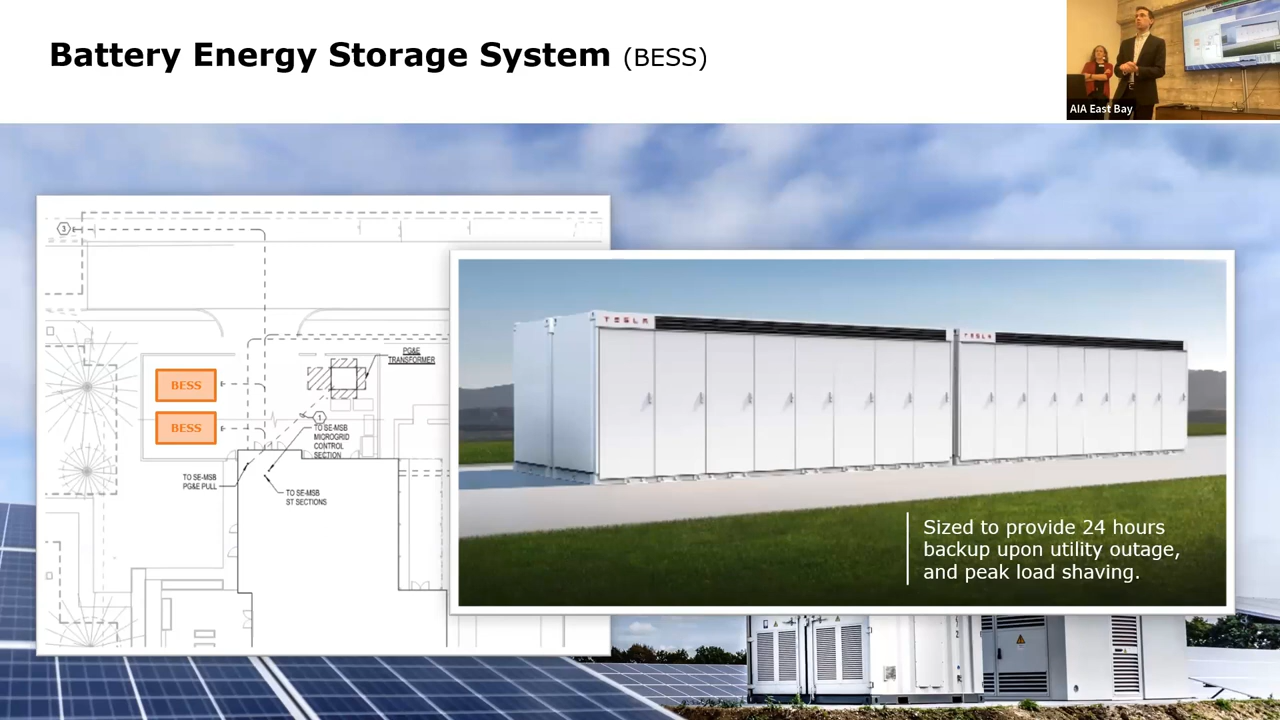 Battery Energy Storage System (BESS)
AIA East Bay
3
PG&E
TRANSFORMER
BESS
BESS
1
TO SE-MSB
MICROGRID
CONTROL
SECTION
TO SE-MSB
PG&E PULL
TO SE-MSB
ST SECTIONS
TESLA
TESLA
Sized to provide 24 hours
backup upon utility outage,
and peak load shaving.